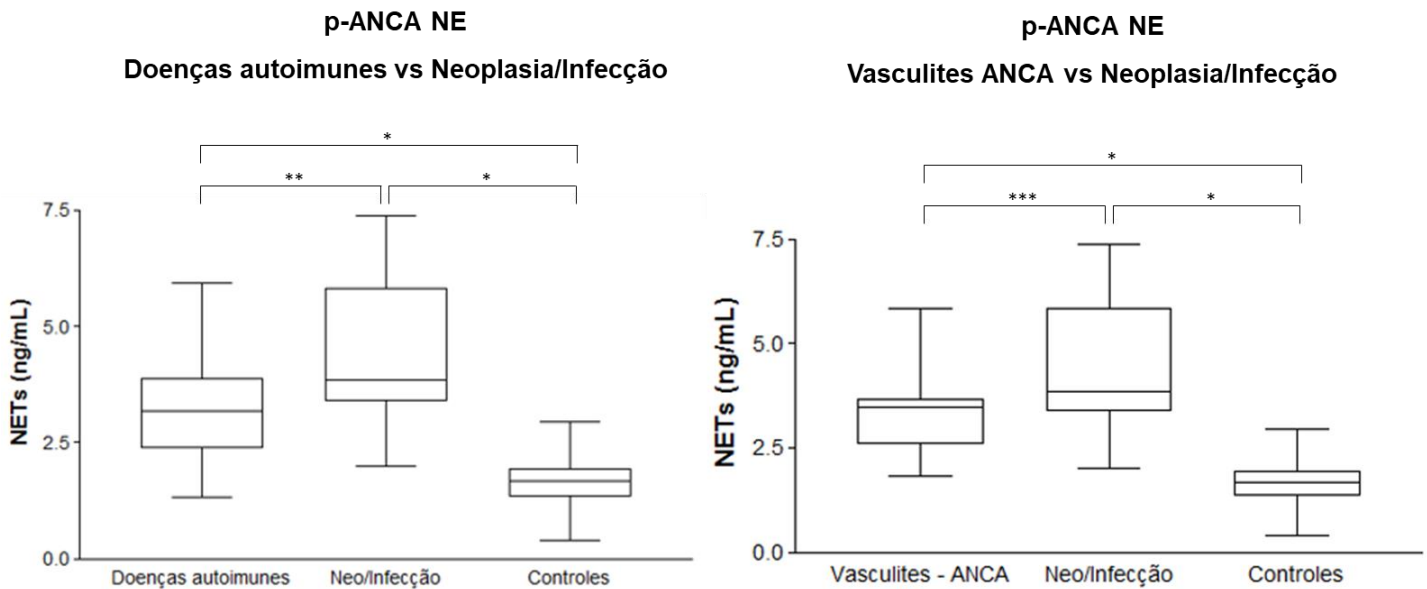 p-ANCA NE
Doenças autoimunes vs Neoplasia/Infecção
*
** *
7.5
5.0
2.5
0.0
NETs (ng/mL)
Doenças autoimunes Neo/Infecção Controles
p-ANCA NE
Vasculites ANCA vs Neoplasia/Infecção
*
*** *
7.5
5.0
2.5
0.0
NETs (ng/mL)
Vasculites - ANCA Neo/Infecção Controles